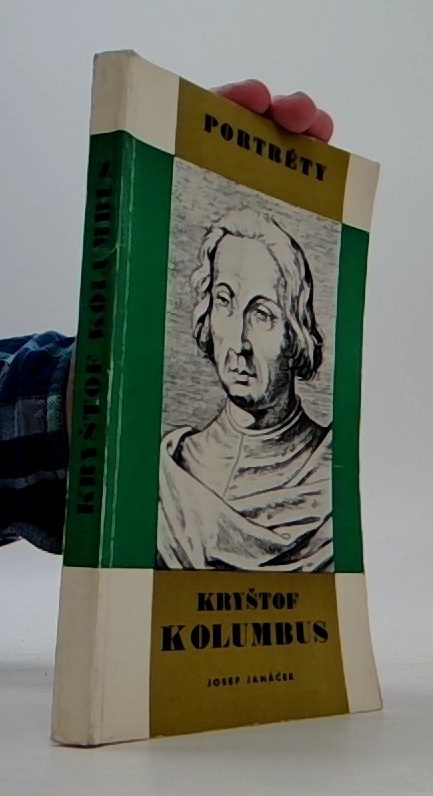 PORTRÉTY
KRYŠTOF KOLUMBUS
KRYŠTOF
KOLUMBUS
JOSEF JANÁČEK